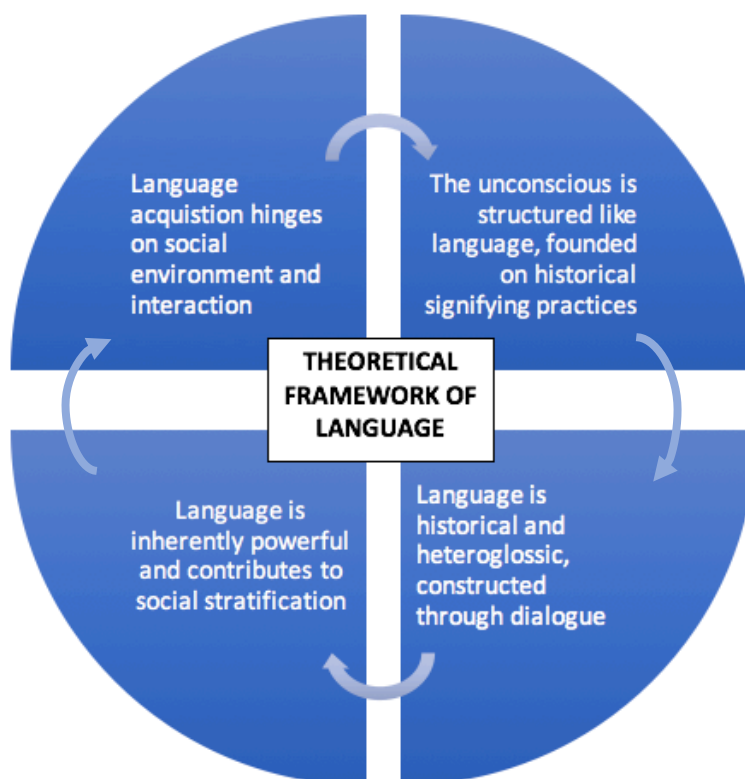 Language
acquistion hinges
on social
environment and
interaction
The unconscious is
structured like
language, founded
on historical
signifying practices
THEORETICAL
FRAMEWORK OF
LANGUAGE
Language is
inherently powerful
and contributes to
social stratification
Language is
historical and
heteroglossic,
constructed
through dialogue